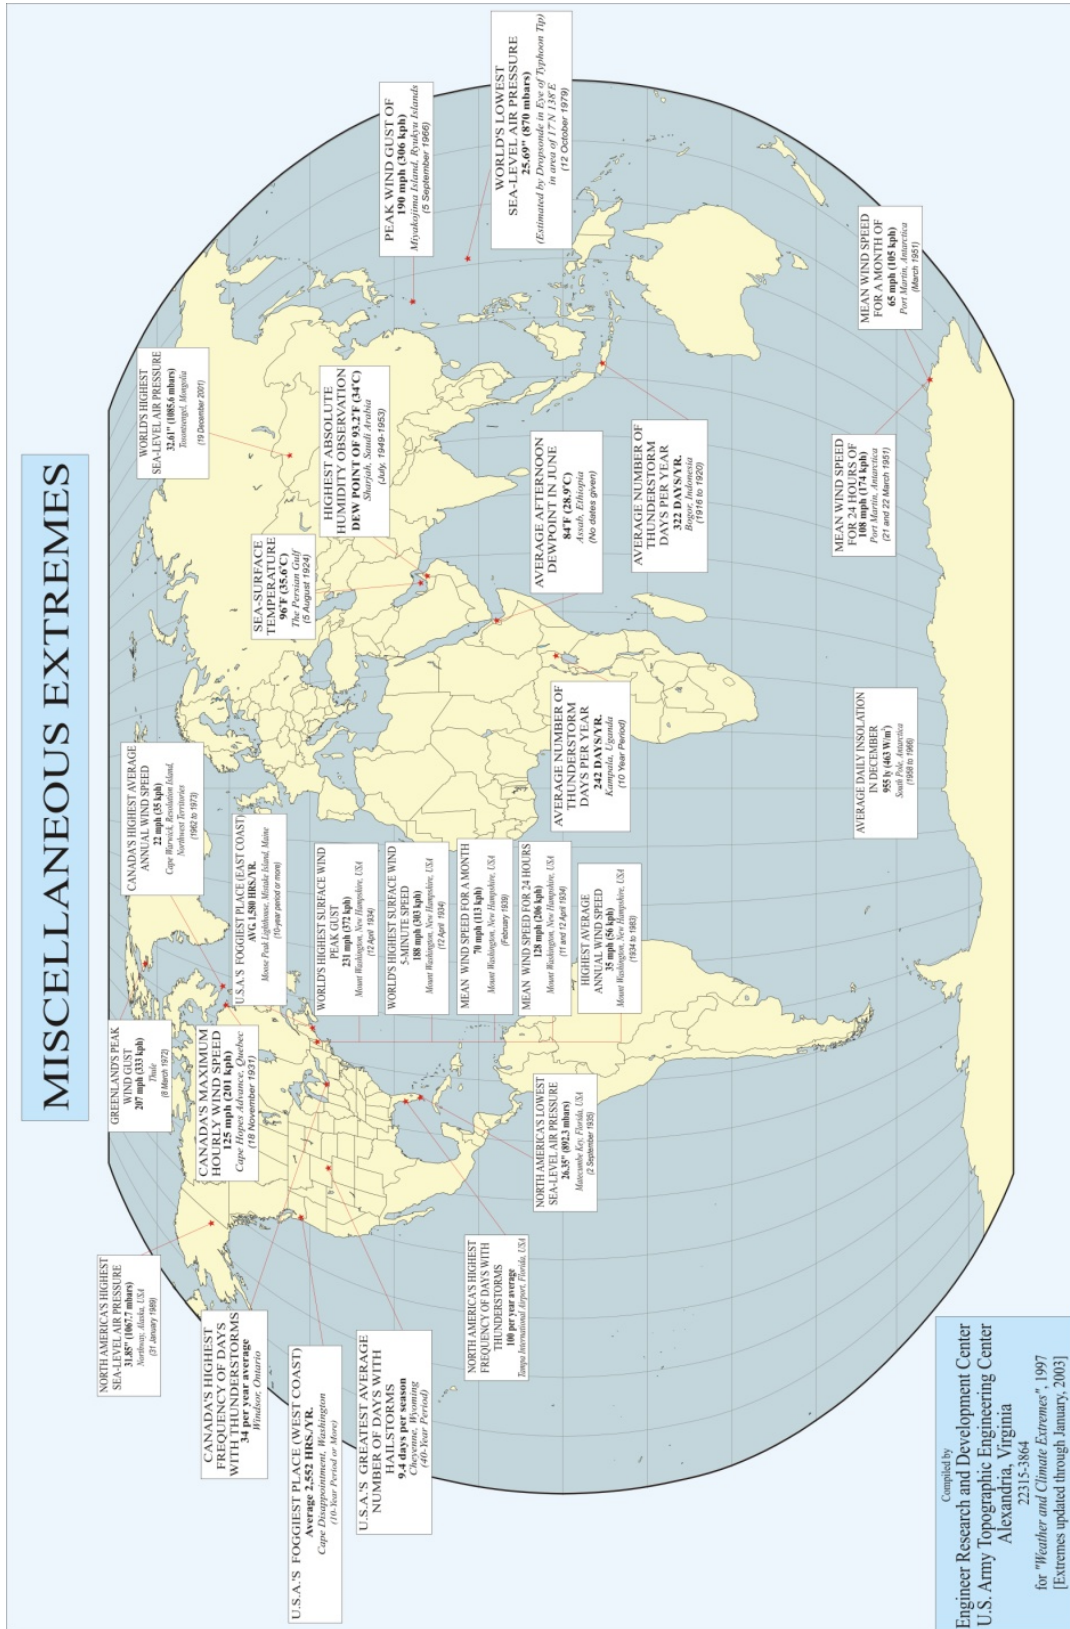 MISCELLANEOUS EXTREMES
NORTH AMERICA'S HIGHEST
SEA-LEVEL AIR PRESSURE
31.85" (1067.7 mbars)
Northway, Alaska, USA
(31 January 1989)
GREENLAND'S PEAK
WIND GUST
207 mph (333 kph)
Thule
(8 March 1972)
CANADA'S HIGHEST AVERAGE
ANNUAL WIND SPEED
22 mph (35 kph)
Cape Warwick, Resolution Island,
Northwest Territories
(1962 to 1973)
WORLD'S HIGHEST
SEA-LEVEL AIR PRESSURE
32.61" (1085.6 mbars)
Tosontsengel, Mongolia
(19 December 2001)
CANADA'S HIGHEST
FREQUENCY OF DAYS
WITH THUNDERSTORMS
34 per year average
Windsor, Ontario
CANADA'S MAXIMUM
HOURLY WIND SPEED
125 mph (201 kph)
Cape Hopes Advance, Quebec
(18 November 1931)
U.S.A.'S FOGGIEST PLACE (EAST COAST)
AVG 1,580 HRS./YR.
Moose Peak Lighthouse, Mistake Island, Maine
(10-year period or more)
SEA-SURFACE
TEMPERATURE
96°F (35.6°C)
The Persian Gulf
(5 August 1924)
HIGHEST ABSOLUTE
HUMIDITY OBSERVATION
DEW POINT OF 93.2°F (34°C)
Sharjah, Saudi Arabia
(July, 1949-1953)
PEAK WIND GUST OF
190 mph (306 kph)
Miyakojima Island, Ryukyu Islands
(5 September 1966)
U.S.A.'S FOGGIEST PLACE (WEST COAST)
Average 2,552 HRS./YR.
Cape Disappointment, Washington
(10-Year Period or More)
WORLD'S HIGHEST SURFACE WIND
PEAK GUST
231 mph (372 kph)
Mount Washington, New Hampshire, USA
(12 April 1934)
U.S.A.'S GREATEST AVERAGE
NUMBER OF DAYS WITH
HAILSTORMS
9.4 days per season
Cheyenne, Wyoming
(40-Year Period)
WORLD'S HIGHEST SURFACE WIND
5-MINUTE SPEED
188 mph (303 kph)
Mount Washington, New Hampshire, USA
(12 April 1934)
WORLD'S LOWEST
SEA-LEVEL AIR PRESSURE
25.69" (870 mbars)
(Estimated by Dropsonde in Eye of Typhoon Tip)
in area of 17°N 138°E
(12 October 1979)
NORTH AMERICA'S HIGHEST
FREQUENCY OF DAYS WITH
THUNDERSTORMS
100 per year average
Tampa International Airport, Florida, USA
MEAN WIND SPEED FOR A MONTH
70 mph (113 kph)
Mount Washington, New Hampshire, USA
(February 1939)
MEAN WIND SPEED FOR 24 HOURS
128 mph (206 kph)
Mount Washington, New Hampshire, USA
(11 and 12 April 1934)
AVERAGE AFTERNOON
DEWPOINT IN JUNE
84°F (28.9°C)
Assab, Ethiopia
(No dates given)
NORTH AMERICA'S LOWEST
SEA-LEVEL AIR PRESSURE
26.35" (892.3 mbars)
Matecumbe Key, Florida, USA
(2 September 1935)
HIGHEST AVERAGE
ANNUAL WIND SPEED
35 mph (56 kph)
Mount Washington, New Hampshire, USA
(1934 to 1983)
AVERAGE NUMBER OF
THUNDERSTORM
DAYS PER YEAR
242 DAYS/YR.
Kampala, Uganda
(10 Year Period)
AVERAGE NUMBER OF
THUNDERSTORM
DAYS PER YEAR
322 DAYS/YR.
Bogor, Indonesia
(1916 to 1920)
AVERAGE DAILY INSOLATION
IN DECEMBER
955 ly (463 W/m²)
South Pole, Antarctica
(1958 to 1966)
MEAN WIND SPEED
FOR 24 HOURS OF
108 mph (174 kph)
Port Martin, Antarctica
(21 and 22 March 1951)
MEAN WIND SPEED
FOR A MONTH OF
65 mph (105 kph)
Port Martin, Antarctica
(March 1951)
Compiled by
Engineer Research and Development Center
U.S. Army Topographic Engineering Center
Alexandria, Virginia
22315-3864
for "Weather and Climate Extremes", 1997
[Extremes updated through January, 2003]